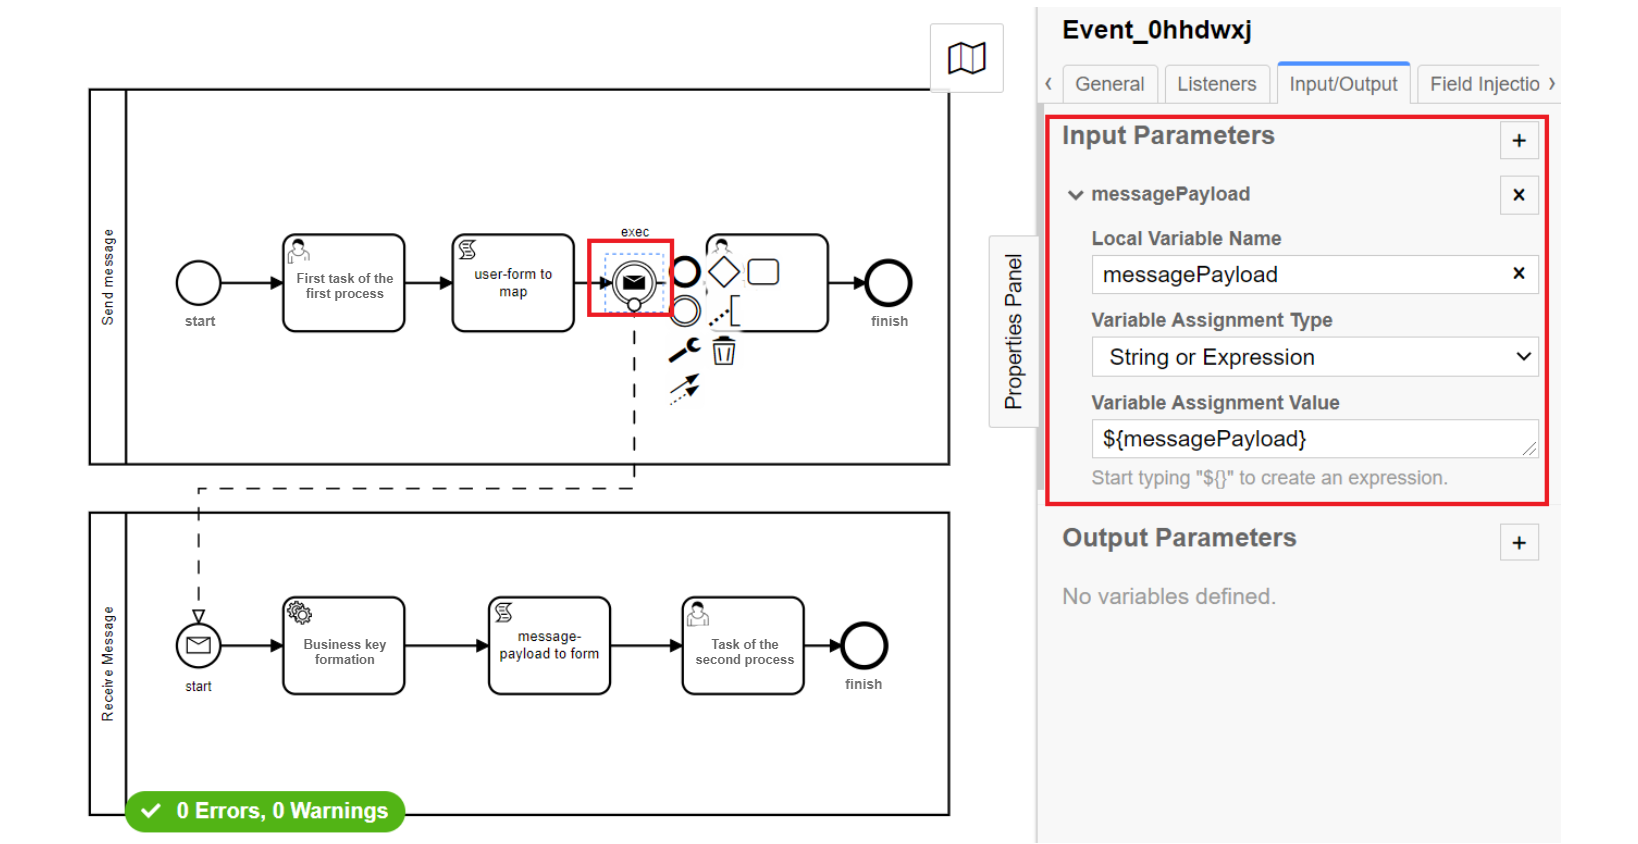 Send message
start
First task of the
first process
user-form to
map
exec
finish
Receive Message
start
Business key
formation
message-
payload to form
Task of the
second process
finish
0 Errors, 0 Warnings
Properties Panel
Event_0hhdwxj
General
Listeners
Input/Output
Field Injectio
Input Parameters
messagePayload
Local Variable Name
messagePayload
Variable Assignment Type
String or Expression
Variable Assignment Value
${messagePayload}
Start typing "${}" to create an expression.
Output Parameters
No variables defined.